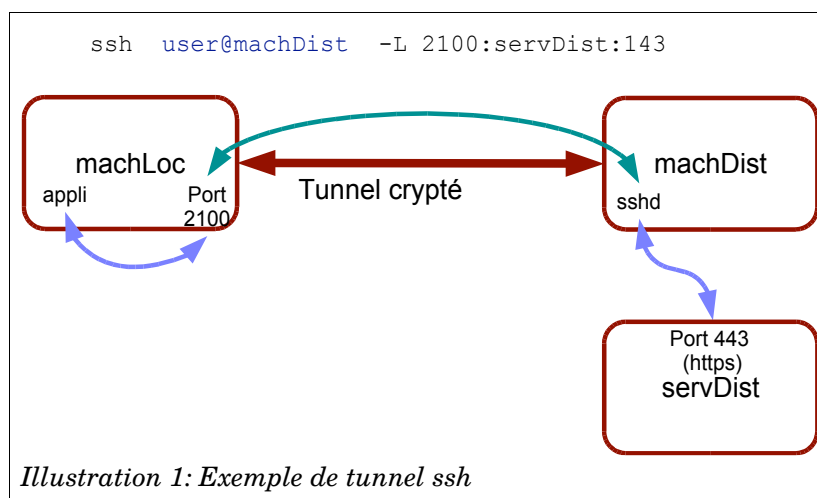 ssh user@machDist -L 2100:servDist:143
machLoc
appli
Port
2100
Tunnel crypté
machDist
sshd
Port 443
(https)
servDist
Illustration 1: Exemple de tunnel ssh